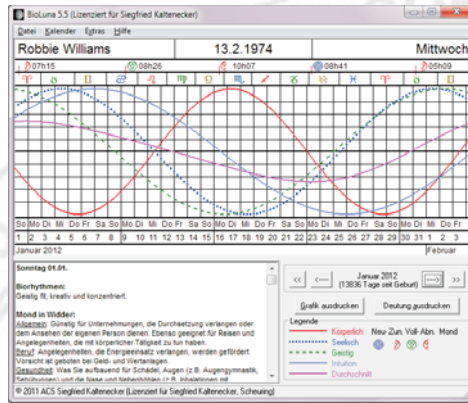 BioLuna 5.5 (Lizenziert für Siegfried Kaltenecker)
Datei Kalender Extras Hilfe
Robbie Williams 13.2.1974 Mittwoch
07h15 08h26 10h07 08h41 05h09
So Mo Di Mi Do Fr Sa So Mo Di Mi Do Fr Sa So Mo Di Mi Do Fr Sa So Mo Di Mi Do Fr Sa So Mo Di Mi Do Fr
1 2 3 4 5 6 7 8 9 10 11 12 13 14 15 16 17 18 19 20 21 22 23 24 25 26 27 28 29 30 31 1 2 3
Januar 2012 Februar
Sonntag 01.01.
Biorhythmen:
Geistig fit, kreativ und konzentriert.
Mond in Widder:
Allgemein: Günstig für Unternehmungen, die Durchsetzung verlangen oder
dem Ansehen der eigenen Person dienen. Ebenso geeignet für Reisen und
Angelegenheiten, die mit körperlicher Tätigkeit zu tun haben.
Beruf: Angelegenheiten, die Energieeinsatz verlangen, werden gefördert.
Vorsicht ist geboten bei Geld- und Wertanlagen.
Gesundheit: Was Sie aufbauend für Schädel, Augen (z.B. Augengymnastik,
Sehübungen) und die Nase und Nebenhöhlen (z.B. Inhalationen mit
<< <--- Januar 2012 ---> >>
(13836 Tage seit Geburt)
Grafik ausdrucken Deutung ausdrucken
Legende
Körperlich Neu- Zun. Voll- Abn. Mond
Seelisch
Geistig
Intuition
Durchschnitt
© 2011 ACS Siegfried Kaltenecker (Lizenziert für Siegfried Kaltenecker, Scheuring)